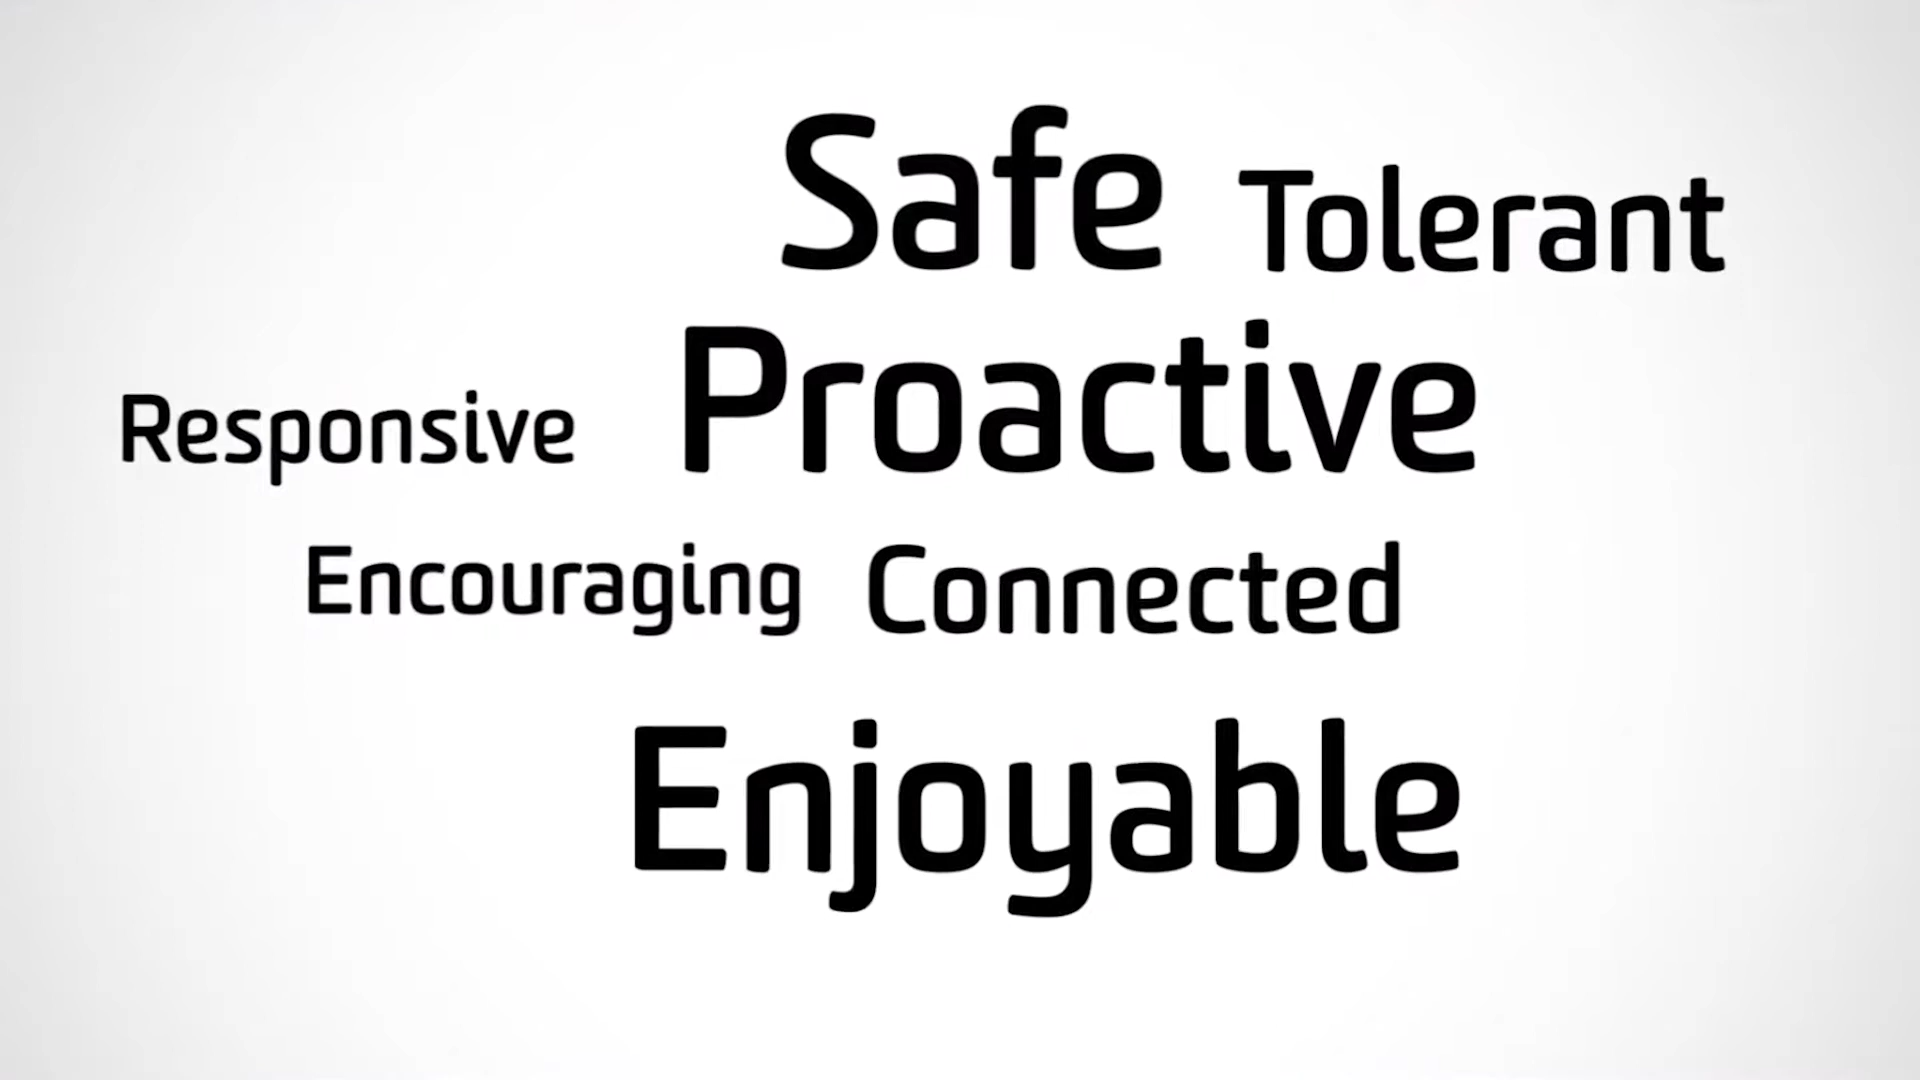 Safe Tolerant
Responsive Proactive
Encouraging Connected
Enjoyable